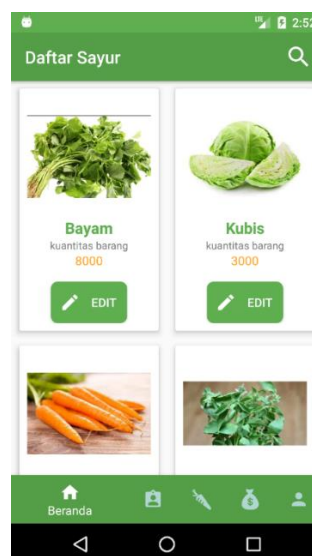 2:52
Daftar Sayur
Bayam
kuantitas barang
8000
EDIT
Kubis
kuantitas barang
3000
EDIT
Beranda